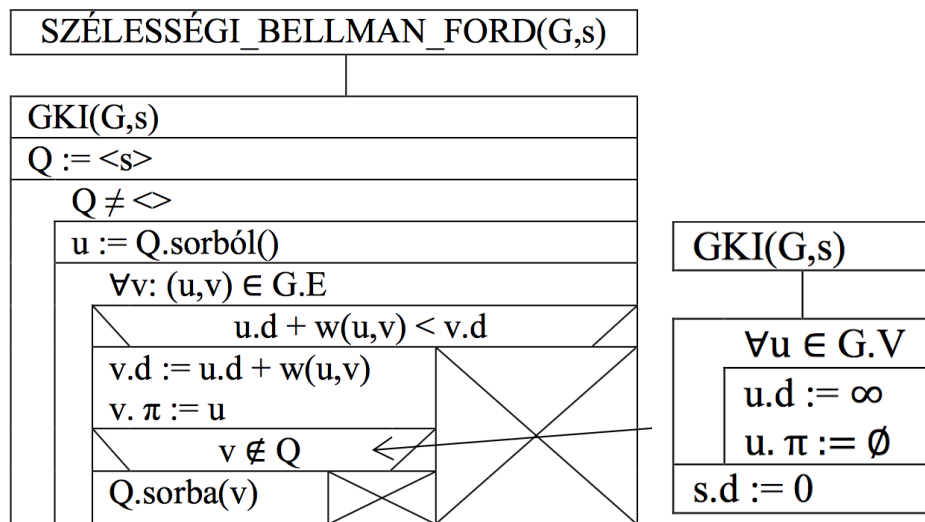 SZÉLESSÉGI_BELLMAN_FORD(G,s)
GKI(G,s)
Q := <s>
Q ≠ <>
u := Q.sorból()
∀v: (u,v) ∈ G.E
u.d + w(u,v) < v.d
v.d := u.d + w(u,v)
v. π := u
v ∉ Q
Q.sorba(v)
GKI(G,s)
∀u ∈ G.V
u.d := ∞
u. π := Ø
s.d := 0